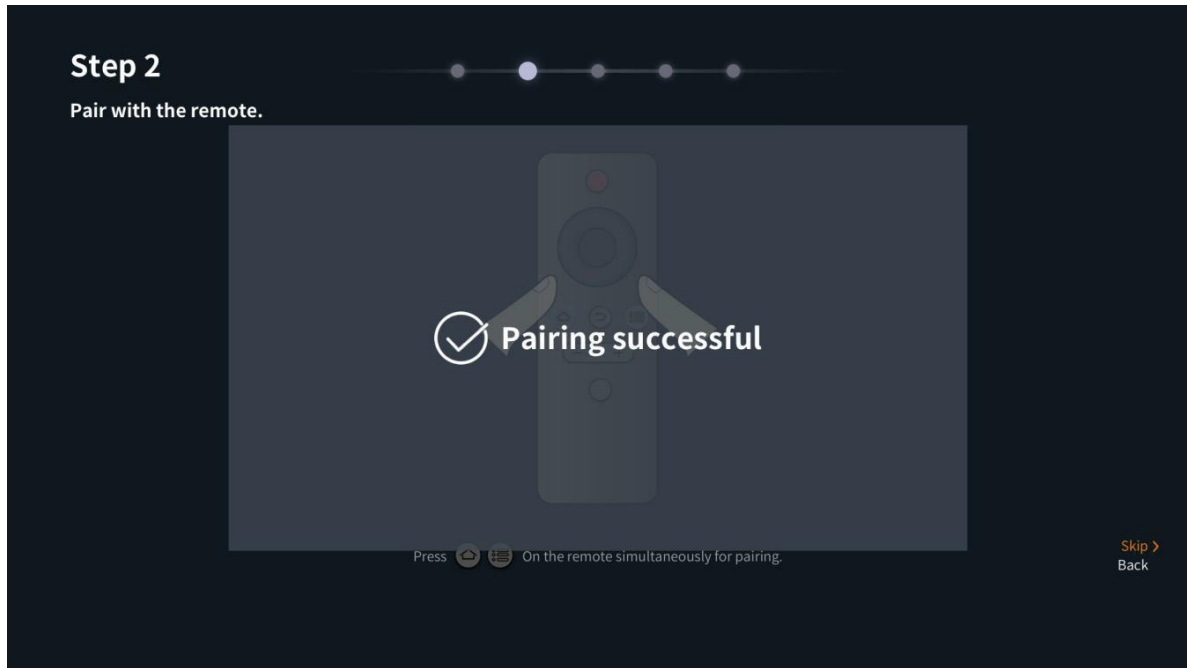 Step 2
Pair with the remote.
Pairing successful
Press On the remote simultaneously for pairing.
Skip >
Back